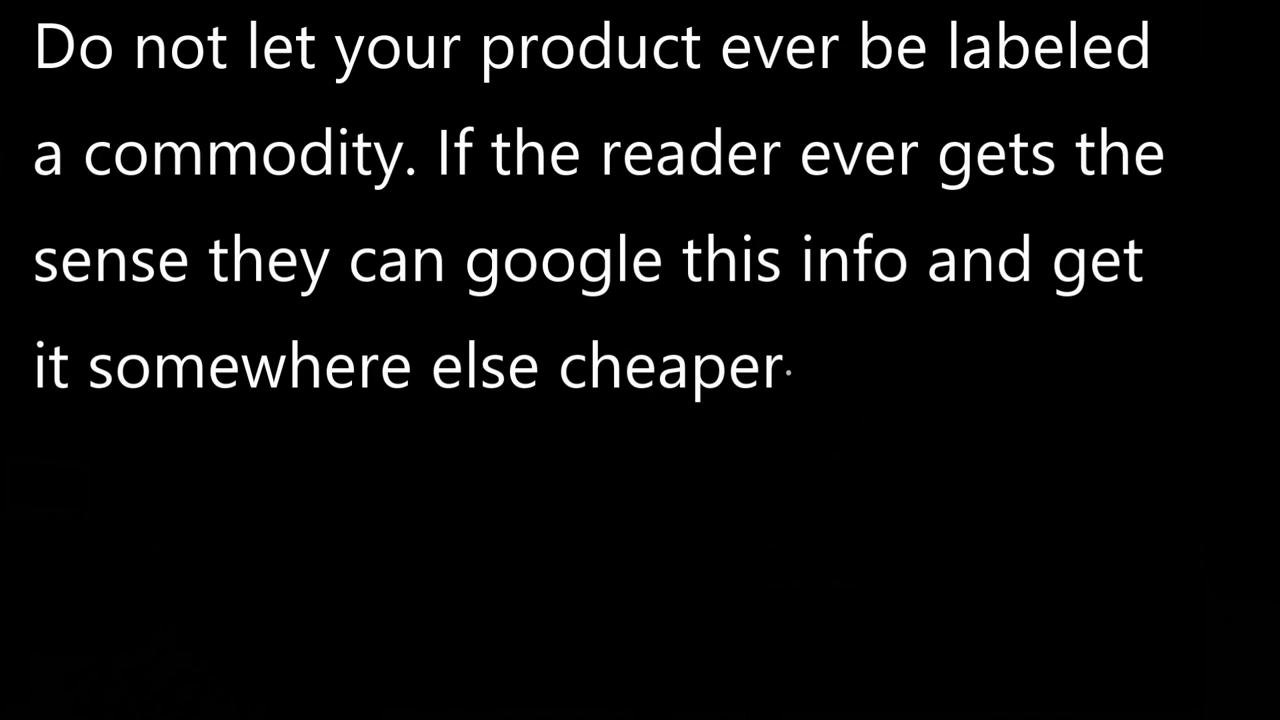 Do not let your product ever be labeled
a commodity. If the reader ever gets the
sense they can google this info and get
it somewhere else cheaper